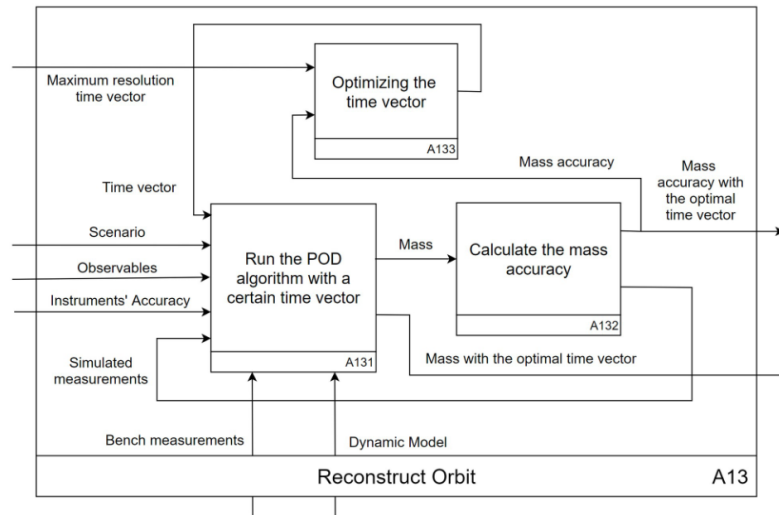 Maximum resolution
time vector
Optimizing the
time vector
A133
Mass accuracy
Mass
accuracy with
the optimal
time vector
Time vector
Scenario
Observables
Instruments' Accuracy
Run the POD
algorithm with a
certain time vector
A131
Mass
Calculate the mass
accuracy
A132
Simulated
measurements
Mass with the optimal time vector
Bench measurements
Dynamic Model
Reconstruct Orbit
A13